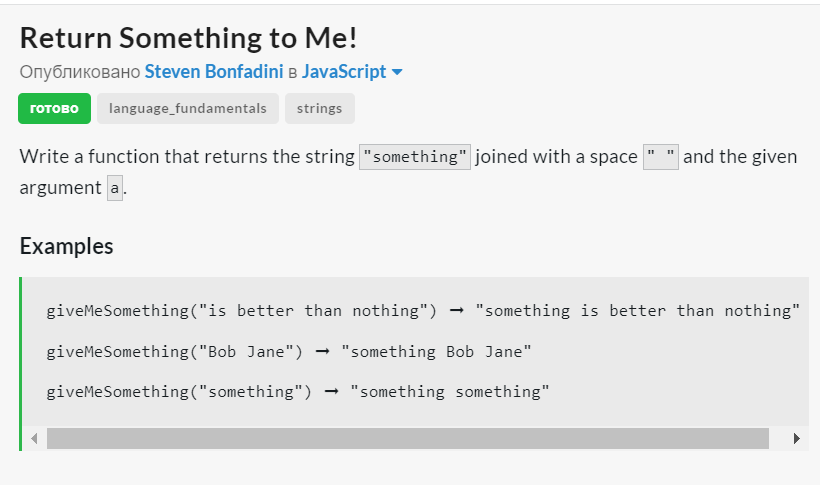 Return Something to Me!
Опубликовано Steven Bonfadini в JavaScript
готово language_fundamentals strings
Write a function that returns the string "something" joined with a space " " and the given
argument a.
Examples
giveMeSomething("is better than nothing") ➞ "something is better than nothing"
giveMeSomething("Bob Jane") ➞ "something Bob Jane"
giveMeSomething("something") ➞ "something something"